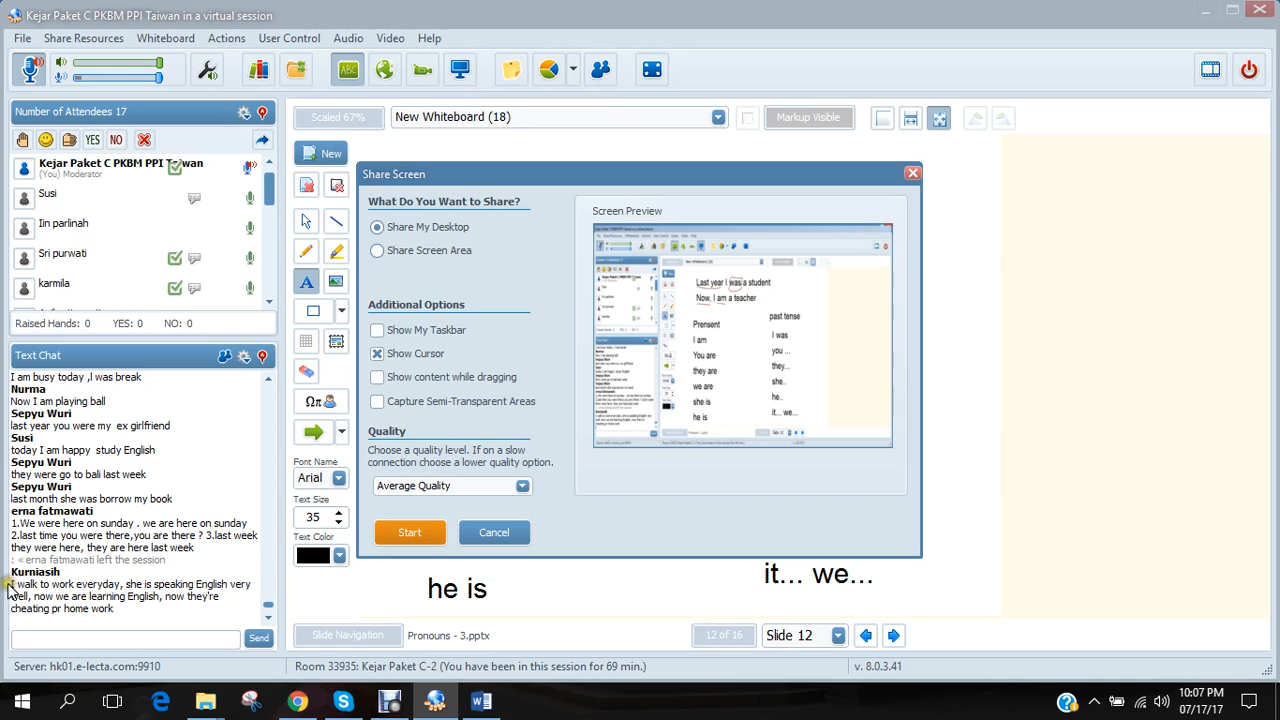 Kejar Paket C PKBM PPI Taiwan in a virtual session
File Share Resources Whiteboard Actions User Control Audio Video Help
ABC
Number of Attendees 17
YES NO
Kejar Paket C PKBM PPI Taiwan
(You) Moderator
Susi
Iin parlinah
Sri purwati
karmila
Raised Hands: 0 YES: 0 NO: 0
Text Chat
I am busy today ,I was break
Nurma
Now I am playing ball
Sepyu Wuri
last year you were my ex girlfriend
Susi
today I am happy study English
Sepyu Wuri
they were go to bali last week
Sepyu Wuri
last month she was borrow my book
erna fatmawati
1.We were here on sunday . we are here on sunday
2.last time you were there,you are there ? 3.last week
they were here, they are here last week
: « erna fatmawati left the session
Kurniasih
walk to work everyday, she is speaking English very
well, now we are learning English, now they're
cheating pr home work
Send
Scaled 67%
New Whiteboard (18)
Markup Visible
New
A
Ωπ
Font Name
Arial
Text Size
35
Text Color
Share Screen
What Do You Want to Share?
Share My Desktop
Share Screen Area
Additional Options
Show My Taskbar
Show Cursor
Show content while dragging
Capture Semi-Transparent Areas
Quality
Choose a quality level. If on a slow
connection choose a lower quality option.
Average Quality
Start Cancel
Screen Preview
Last year I was a student
Now, I am a teacher
past tense
Prensent
I am
I was
You are
you ...
they are
they...
we are
she..
she is
he..
he is
it... we...
he is
it... we...
Slide Navigation Pronouns - 3.pptx 12 of 16 Slide 12
Server: hk01.e-lecta.com:9910 Room 33935: Kejar Paket C-2 (You have been in this session for 69 min.) v. 8.0.3.41
10:07 PM
07/17/17